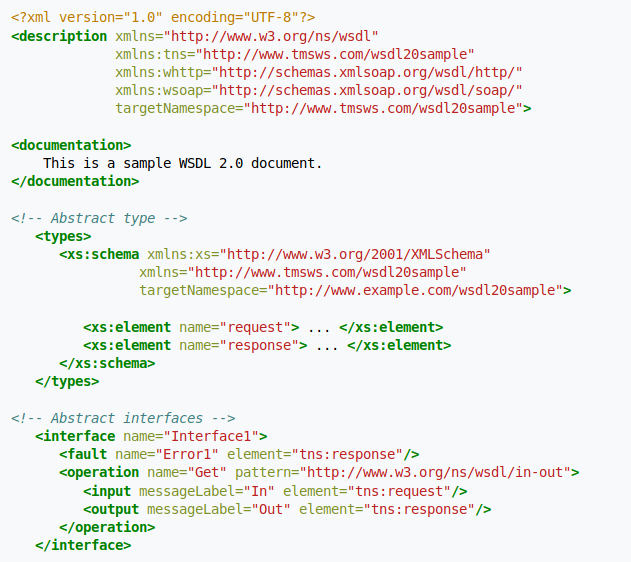 <?xml version="1.0" encoding="UTF-8"?>
<description xmlns="http://www.w3.org/ns/wsdl"
             xmlns:tns="http://www.tmsws.com/wsdl20sample"
             xmlns:whttp="http://schemas.xmlsoap.org/wsdl/http/"
             xmlns:wsoap="http://schemas.xmlsoap.org/wsdl/soap/"
             targetNamespace="http://www.tmsws.com/wsdl20sample">

<documentation>
    This is a sample WSDL 2.0 document.
</documentation>

<!-- Abstract type -->
   <types>
      <xs:schema xmlns:xs="http://www.w3.org/2001/XMLSchema"
                xmlns="http://www.tmsws.com/wsdl20sample"
                targetNamespace="http://www.example.com/wsdl20sample">

         <xs:element name="request"> ... </xs:element>
         <xs:element name="response"> ... </xs:element>
      </xs:schema>
   </types>

<!-- Abstract interfaces -->
   <interface name="Interface1">
      <fault name="Error1" element="tns:response"/>
      <operation name="Get" pattern="http://www.w3.org/ns/wsdl/in-out">
         <input messageLabel="In" element="tns:request"/>
         <output messageLabel="Out" element="tns:response"/>
      </operation>
   </interface>